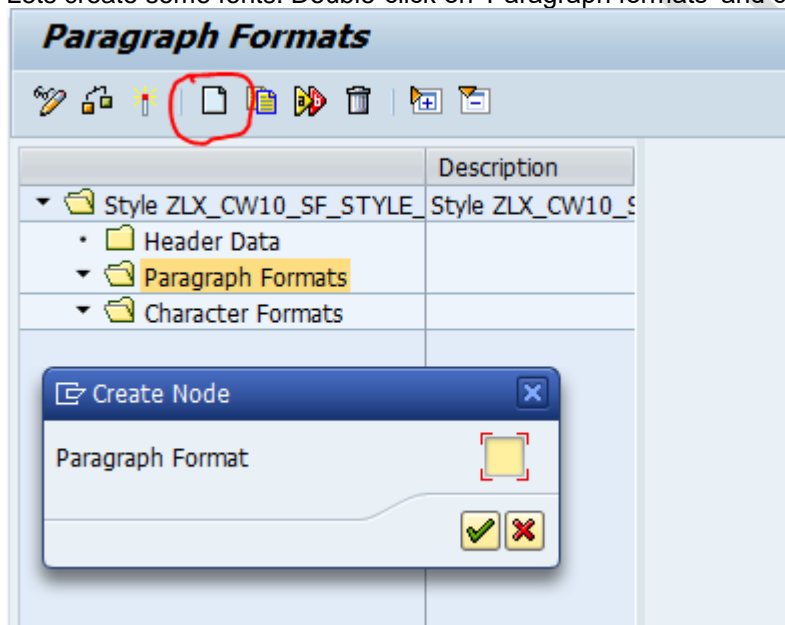 Lets create some fonts. Double-click on 'Paragraph formats' and c
Paragraph Formats
Description
Style ZLX_CW10_SF_STYLE_ Style ZLX_CW10_S
Header Data
Paragraph Formats
Character Formats
Create Node
Paragraph Format